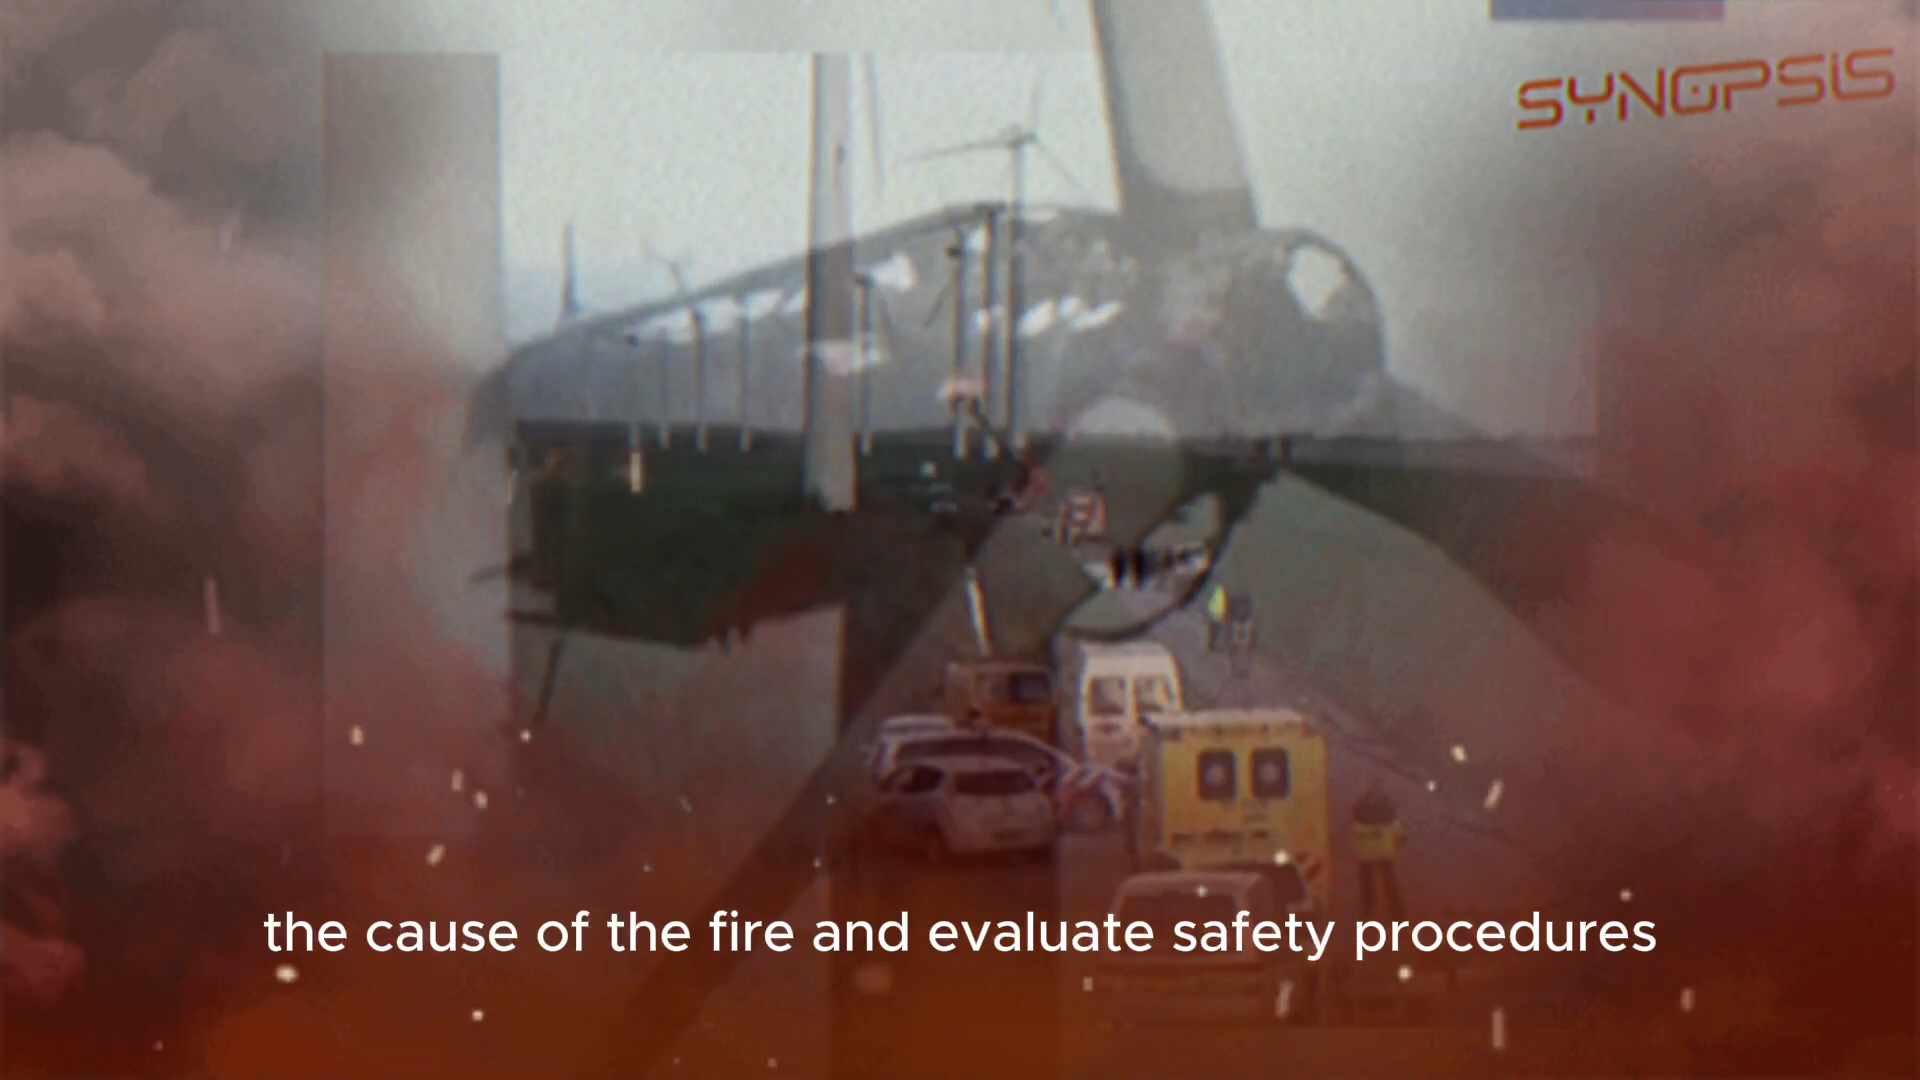 SYNOPSIS
the cause of the fire and evaluate safety procedures